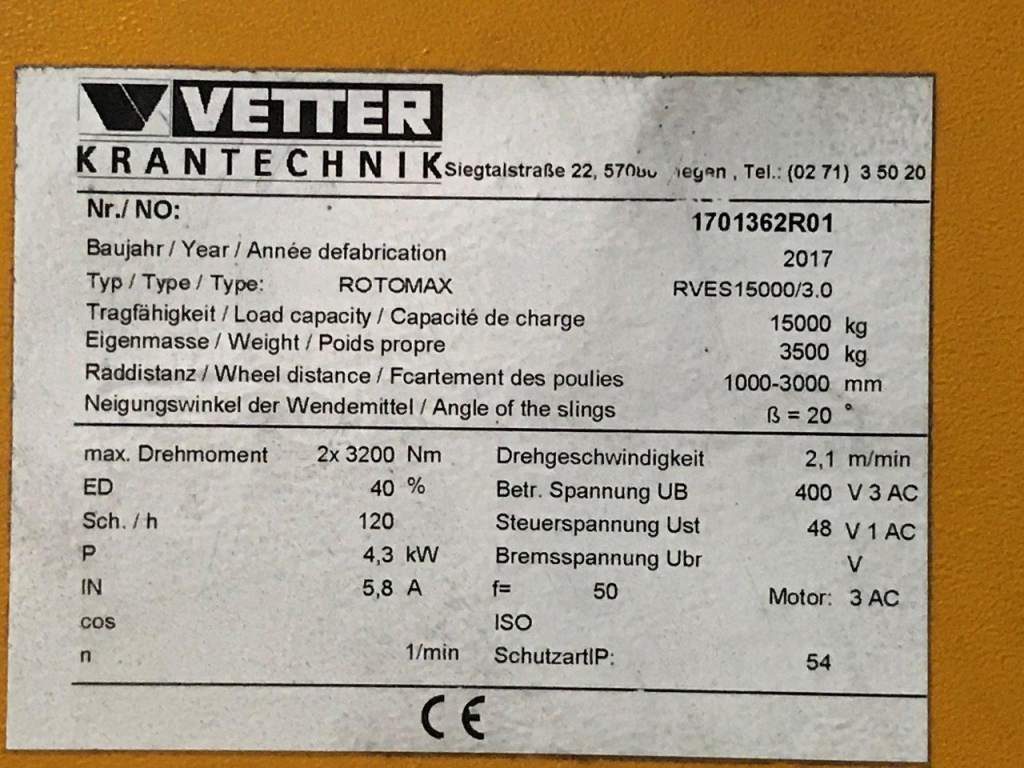 VETTER
KRANTECHNIK Siegtalstraße 22, , Tel.: (02 71) 3 50 20
Nr./ NO: 1701362R01
Baujahr / Year / Année defabrication 2017
Typ / Type / Type: ROTOMAX RVES15000/3.0
Tragfähigkeit / Load capacity / Capacité de charge 15000 kg
Eigenmasse / Weight / Poids propre 3500 kg
Raddistanz / Wheel distance / Fcartement des poulies 1000-3000 mm
Neigungswinkel der Wendemittel / Angle of the slings ß = 20 °
max. Drehmoment 2x 3200 Nm Drehgeschwindigkeit 2,1 m/min
ED 40 % Betr. Spannung UB 400 V 3 AC
Sch. / h 120 Steuerspannung Ust 48 V 1 AC
P 4,3 kW Bremsspannung Ubr V
IN 5,8 A f= 50 Motor: 3 AC
cos ISO
n 1/min SchutzartIP: 54
CE